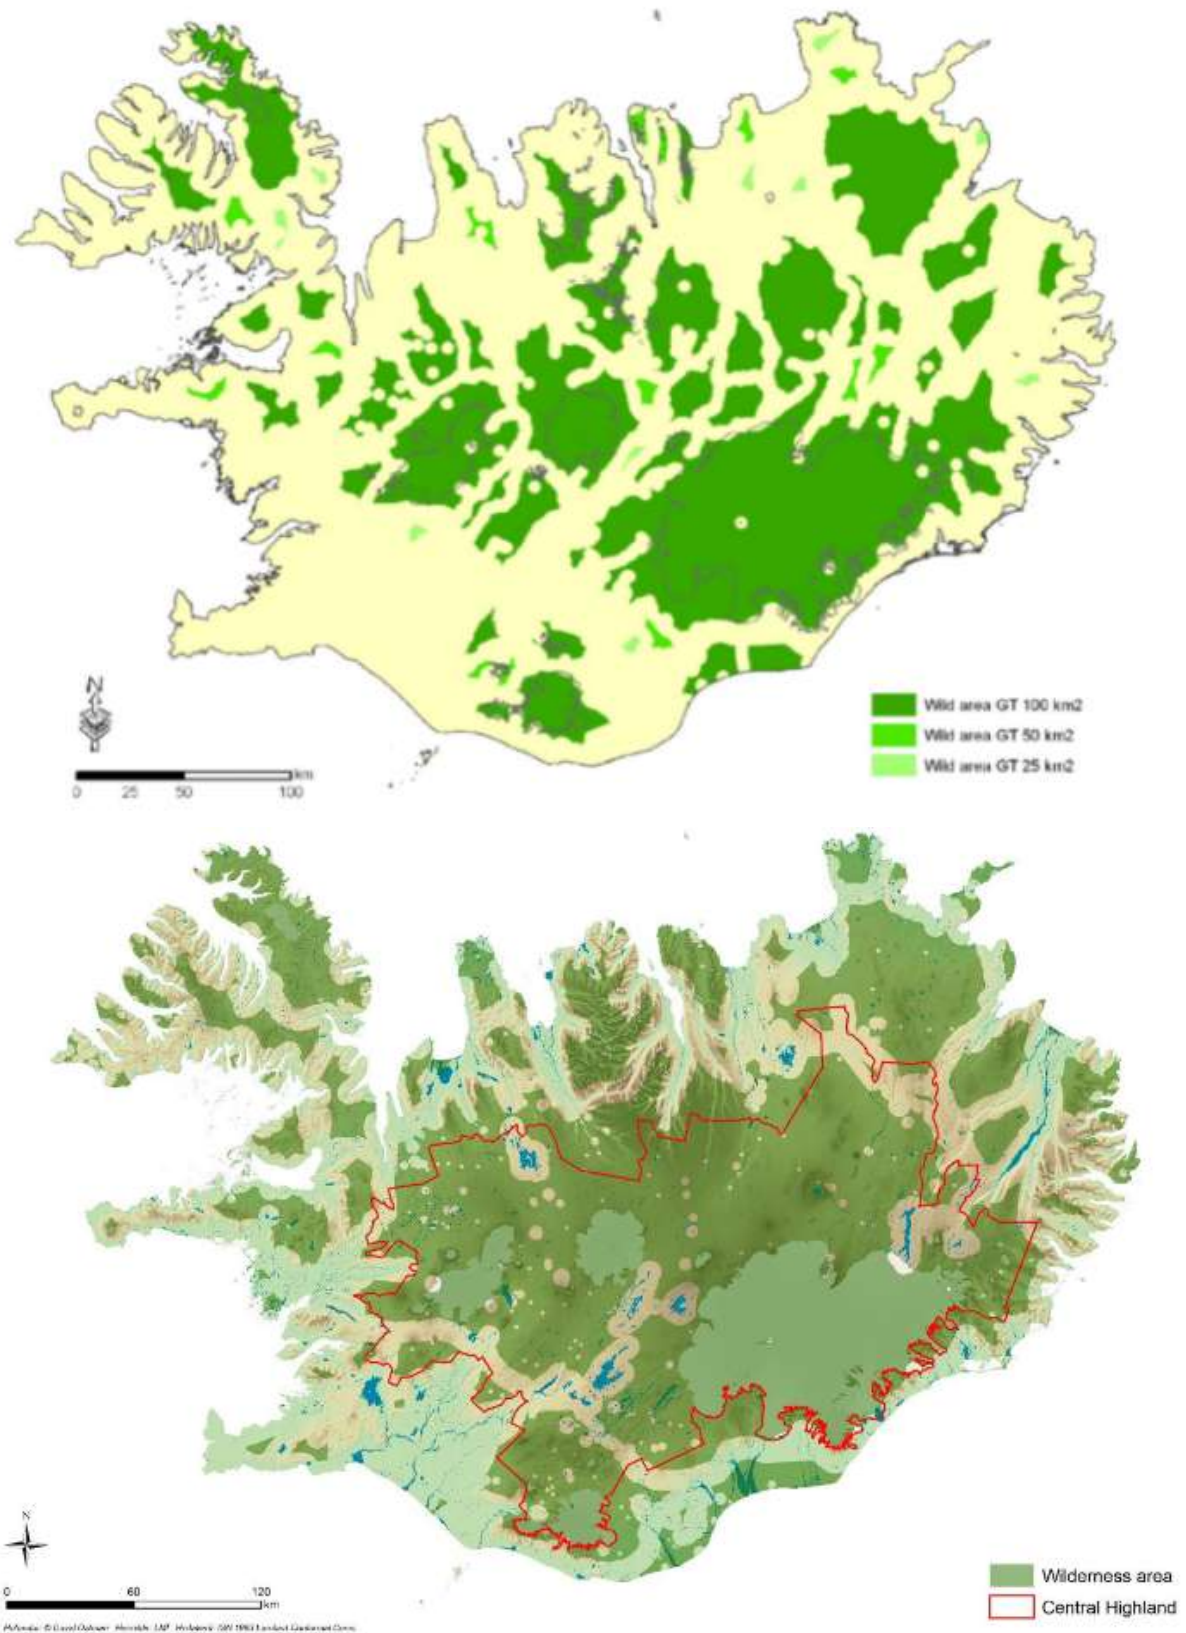 N
km
0 25 50 100
Wild area GT 100 km2
Wild area GT 50 km2
Wild area GT 25 km2
N
0 60 120
km
Wilderness area
Central Highland